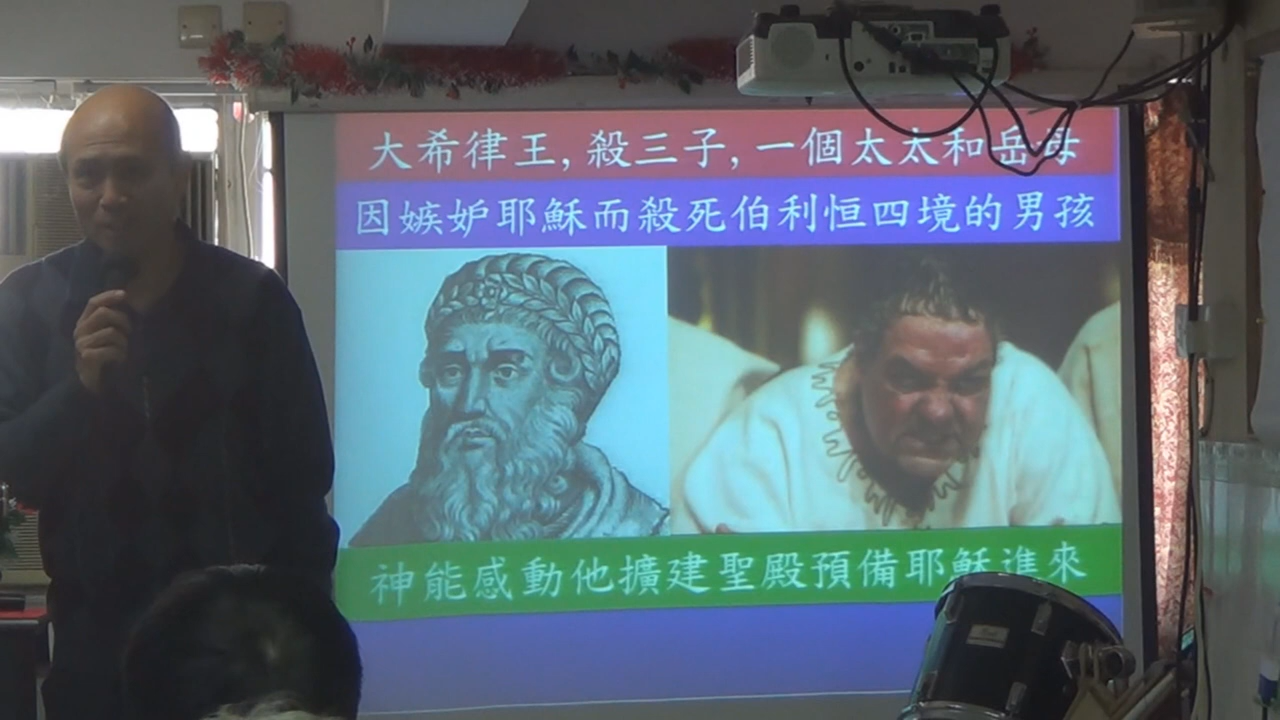 大希律王,殺三子,一個太太和岳母
因嫉妒耶穌而殺死伯利恒四境的男孩
神能感動他擴建聖殿預備耶穌進來